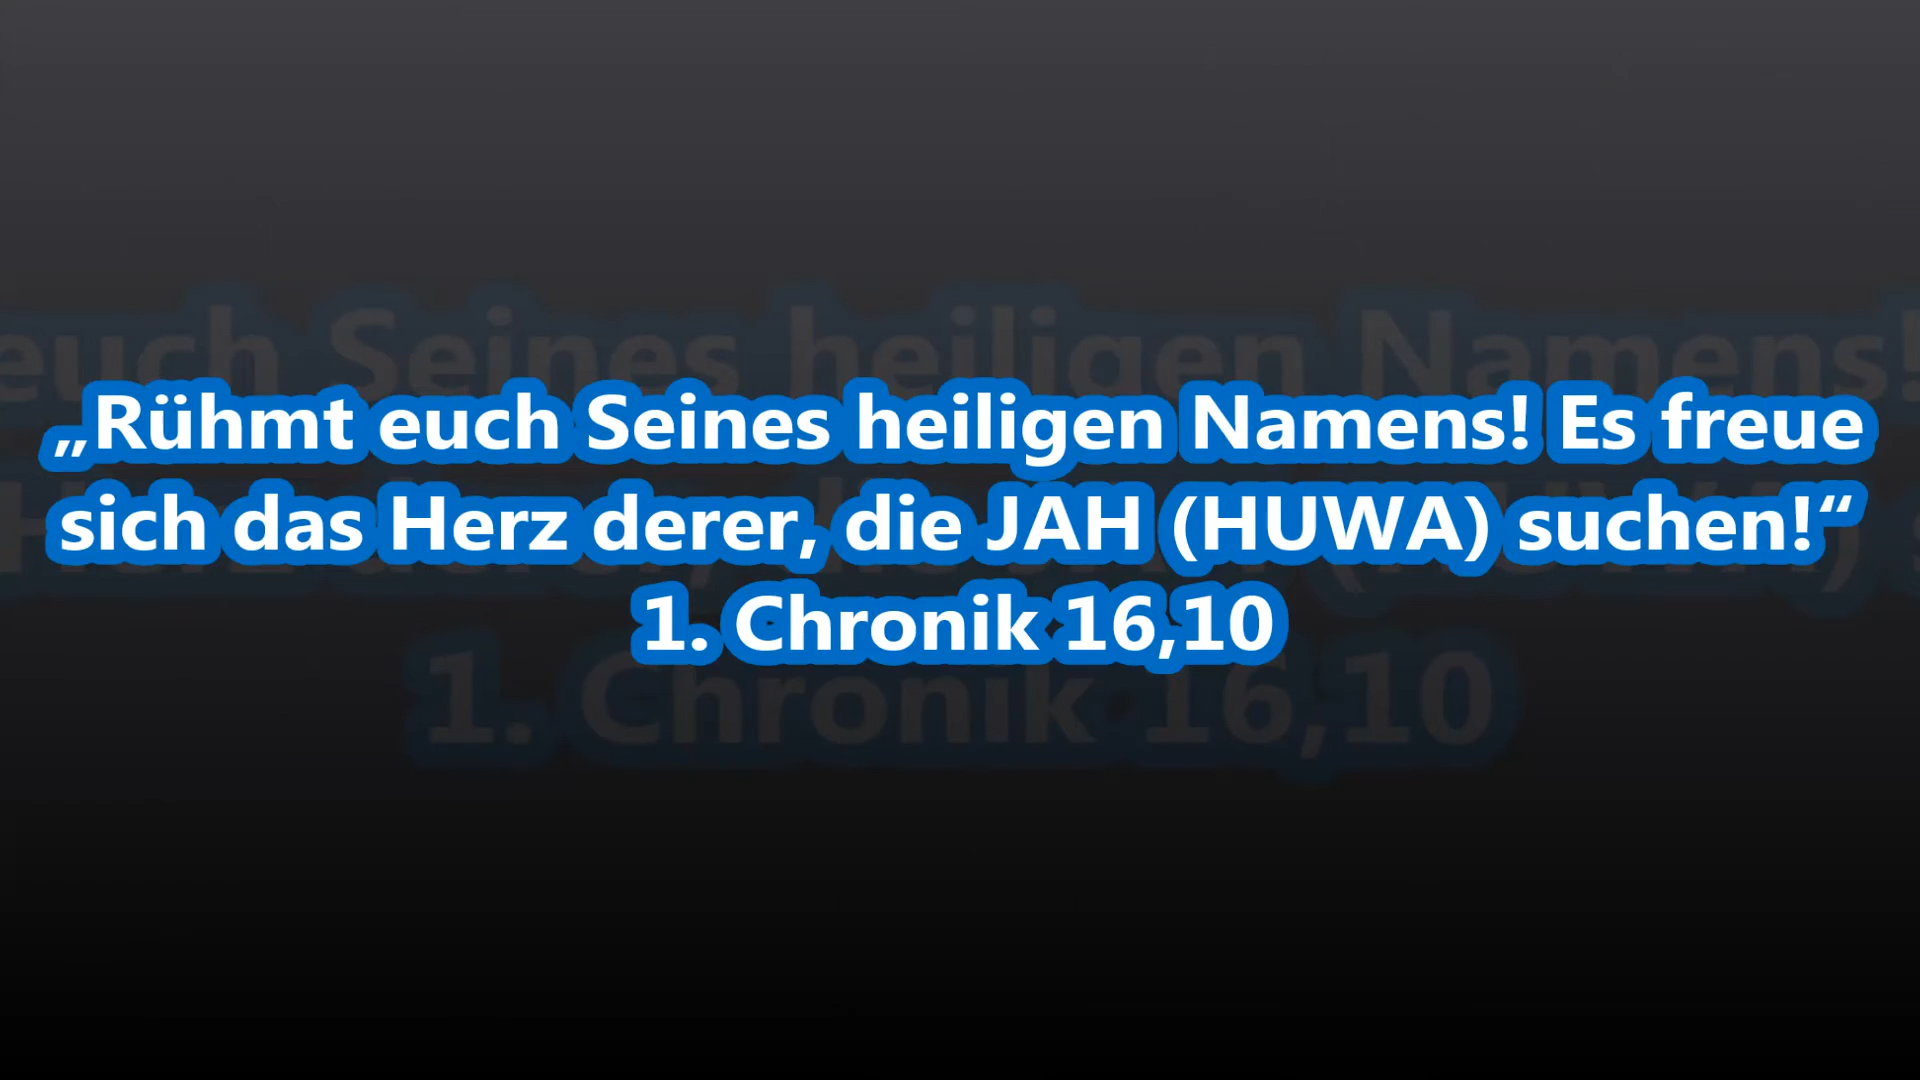 „Rühmt euch Seines heiligen Namens! Es freue
sich das Herz derer, die JAH (HUWA) suchen!“
1. Chronik 16,10